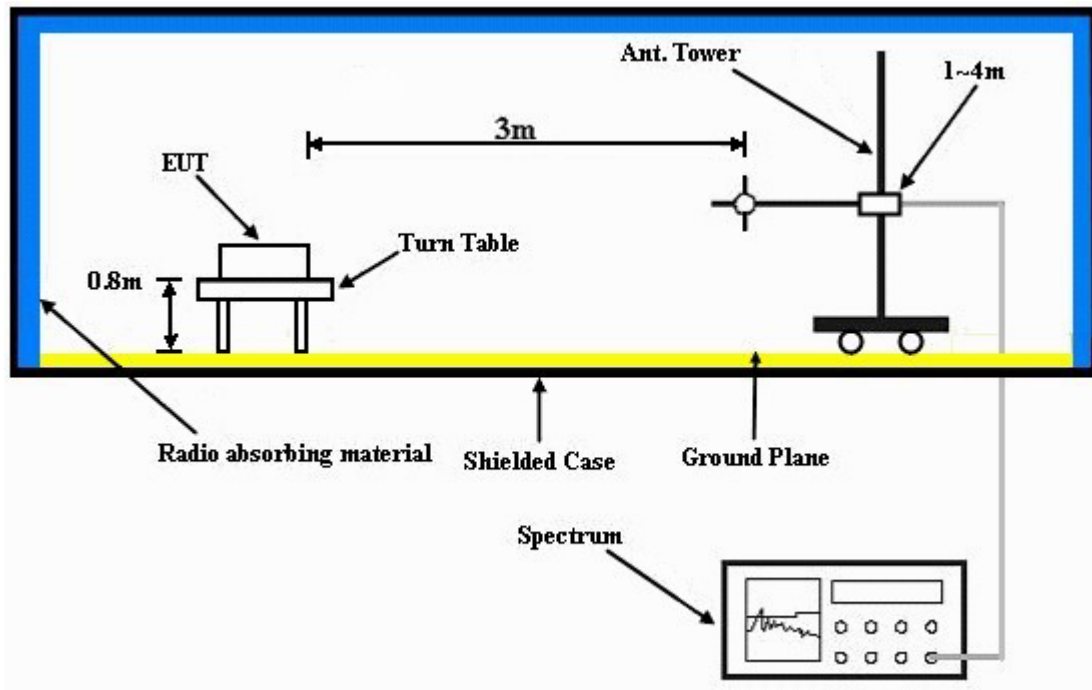 Ant. Tower
1~4m
3m
EUT
Turn Table
0.8m
Radio absorbing material
Shielded Case
Ground Plane
Spectrum